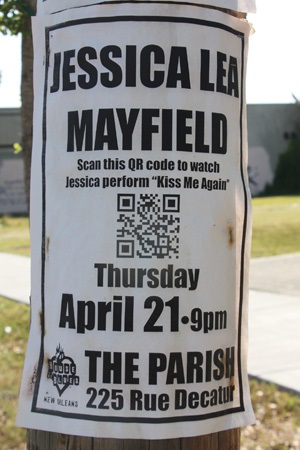 JESSICA LEA
MAYFIELD
Scan this QR code to watch
Jessica perform "Kiss Me Again"
Thursday
April 21•9pm
THE PARISH
225 Rue Decatur
HOUSE
BLUES
NEW ORLEANS